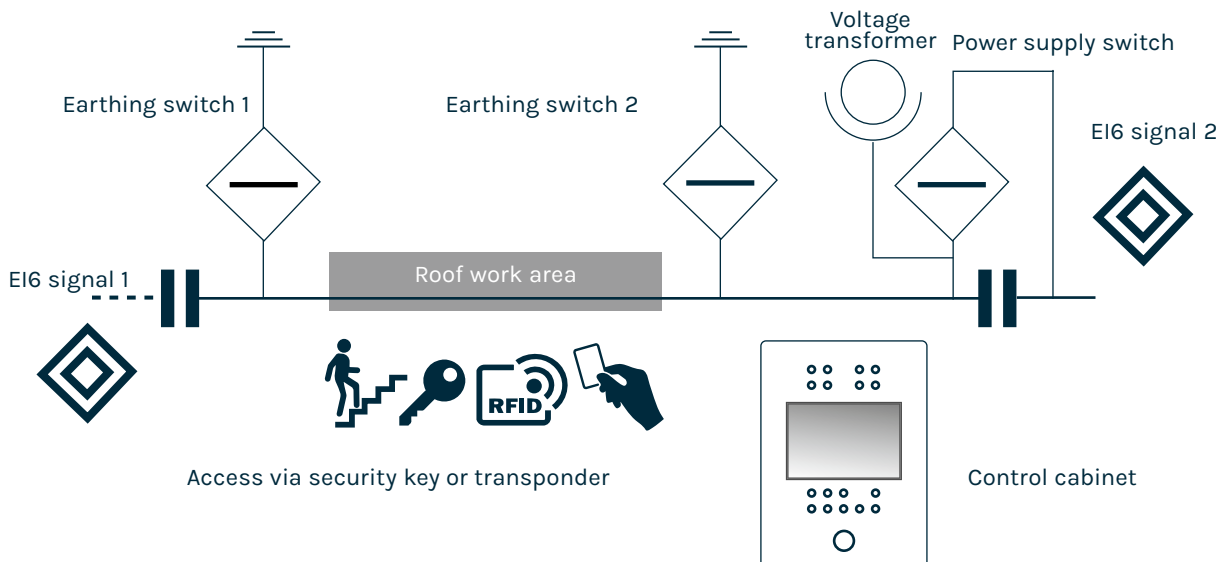 Voltage
transformer
Power supply switch
Earthing switch 1
Earthing switch 2
EI6 signal 2
EI6 signal 1
Roof work area
RFID
Access via security key or transponder
Control cabinet